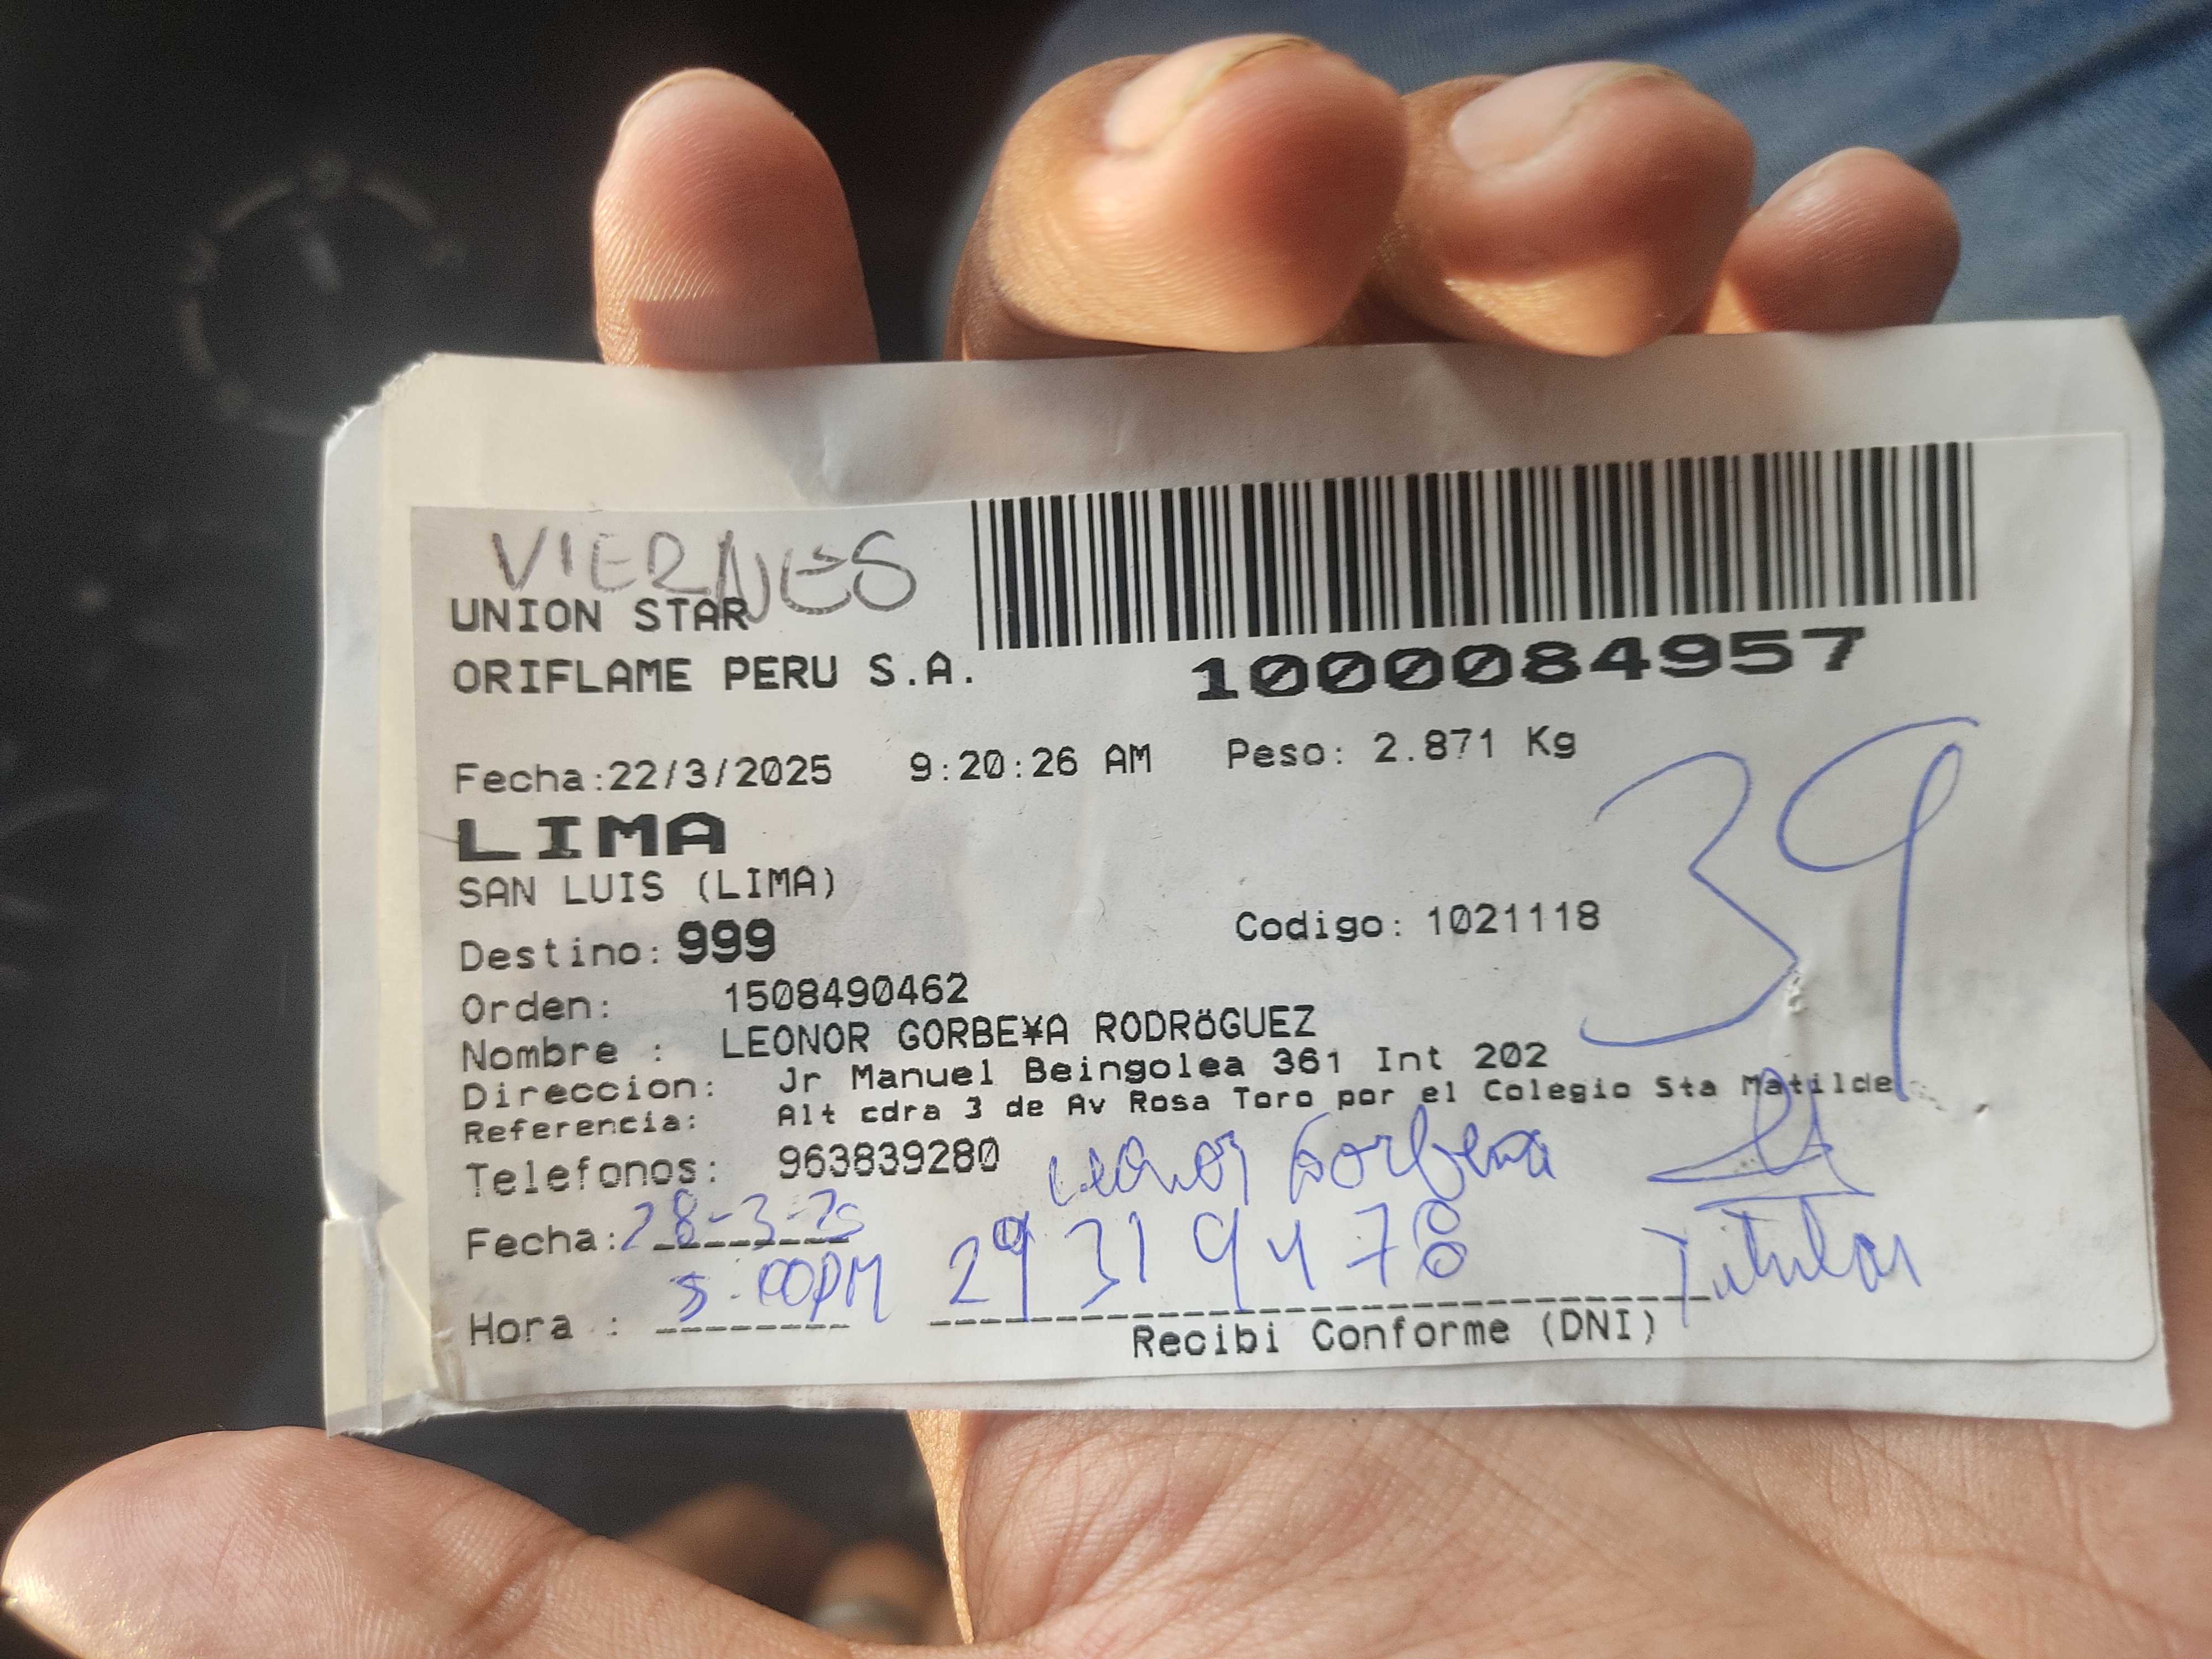 VIERNES
UNION STAR
ORIFLAME PERU S.A.
1000084957
Fecha:22/3/2025 9:20:26 AM Peso: 2.871 Kg
39
LIMA
SAN LUIS (LIMA)
Destino: 999 Codigo: 1021118
Orden: 1508490462
Nombre : LEONOR GORBE¥A RODRÖGUEZ
Direccion: Jr Manuel Beingolea 361 Int 202
Referencia: Alt cdra 3 de Av Rosa Toro por el Colegio Sta Matilde
Telefonos: 963839280 Leonor Gorbena
Fecha: 28-3-25 29319478 Titular
Hora : 5:00PM
Recibi Conforme (DNI)